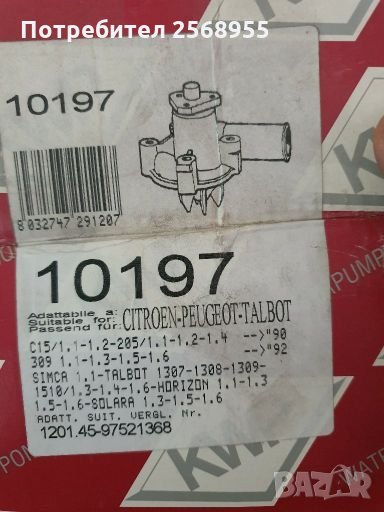 Потребител 2568955
10197
8 032747 291207
10197
Adattabile a:
Suitable for:
Passend fur:
CITROEN-PEUGEOT-TALBOT
C15/1.1-1.2-205/1.1-1.2-1.4 -->"90
309 1.1-1.3-1.5-1.6 -->"92
SIMCA 1.1-TALBOT 1307-1308-1309-
1510/1.3-1.4-1.6-HORIZON 1.1-1.3
1.5-1.6-SOLARA 1.3-1.5-1.6
ADATT. SUIT. VERGL. Nr.
1201.45-97521368
KWP
bazar